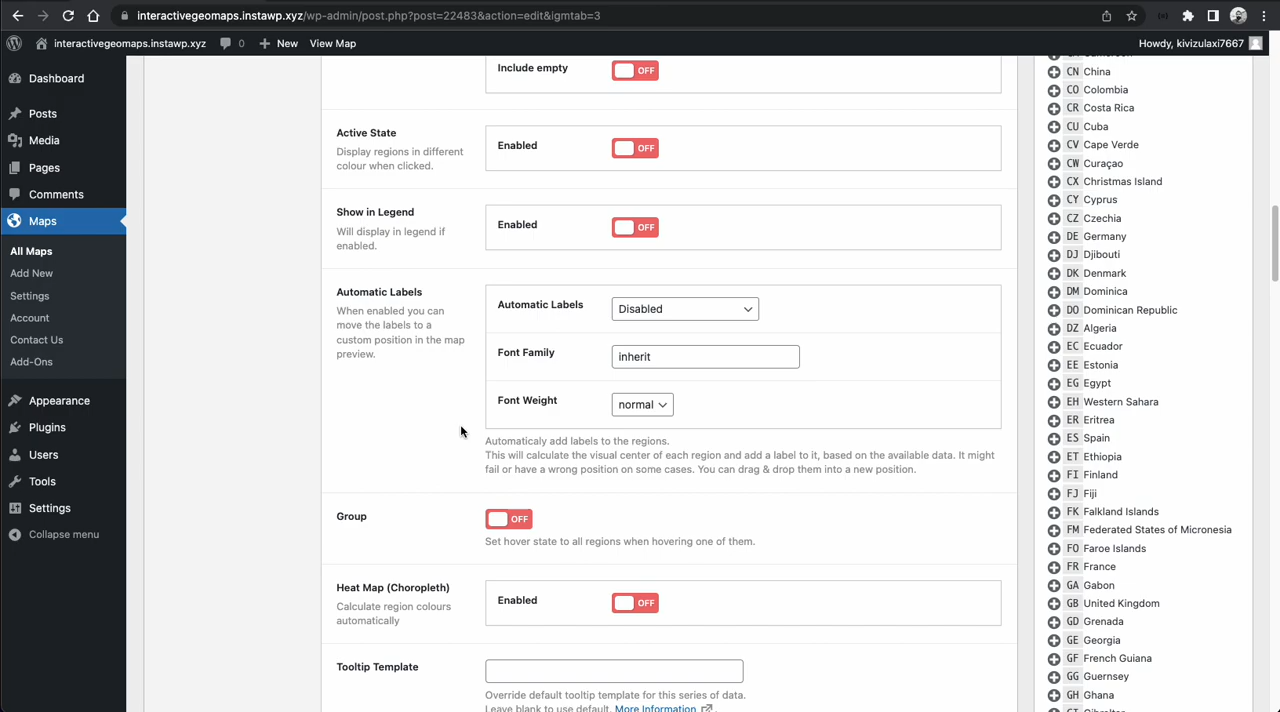 interactivegeomaps.instawp.xyz/wp-admin/post.php?post=22483&action=edit&igmtab=3
interactivegeomaps.instawp.xyz
0
New
View Map
Howdy, kivizulaxi7667
Dashboard
Posts
Media
Pages
Comments
Maps
All Maps
Add New
Settings
Account
Contact Us
Add-Ons
Appearance
Plugins
Users
Tools
Settings
Collapse menu
Include empty
OFF
Active State
Display regions in different
colour when clicked.
Enabled
OFF
Show in Legend
Will display in legend if
enabled.
Enabled
OFF
Automatic Labels
When enabled you can
move the labels to a
custom position in the map
preview.
Automatic Labels
Disabled
Font Family
inherit
Font Weight
normal
Automaticaly add labels to the regions.
This will calculate the visual center of each region and add a label to it, based on the available data. It might
fail or have a wrong position on some cases. You can drag & drop them into a new position.
Group
OFF
Set hover state to all regions when hovering one of them.
Heat Map (Choropleth)
Calculate region colours
automatically
Enabled
OFF
Tooltip Template
Override default tooltip template for this series of data.
Leave blank to use default. More Information .
CN China
CO Colombia
CR Costa Rica
CU Cuba
CV Cape Verde
CW Curaçao
CX Christmas Island
CY Cyprus
CZ Czechia
DE Germany
DJ Djibouti
DK Denmark
DM Dominica
DO Dominican Republic
DZ Algeria
EC Ecuador
EE Estonia
EG Egypt
EH Western Sahara
ER Eritrea
ES Spain
ET Ethiopia
FI Finland
FJ Fiji
FK Falkland Islands
FM Federated States of Micronesia
FO Faroe Islands
FR France
GA Gabon
GB United Kingdom
GD Grenada
GE Georgia
GF French Guiana
GG Guernsey
GH Ghana